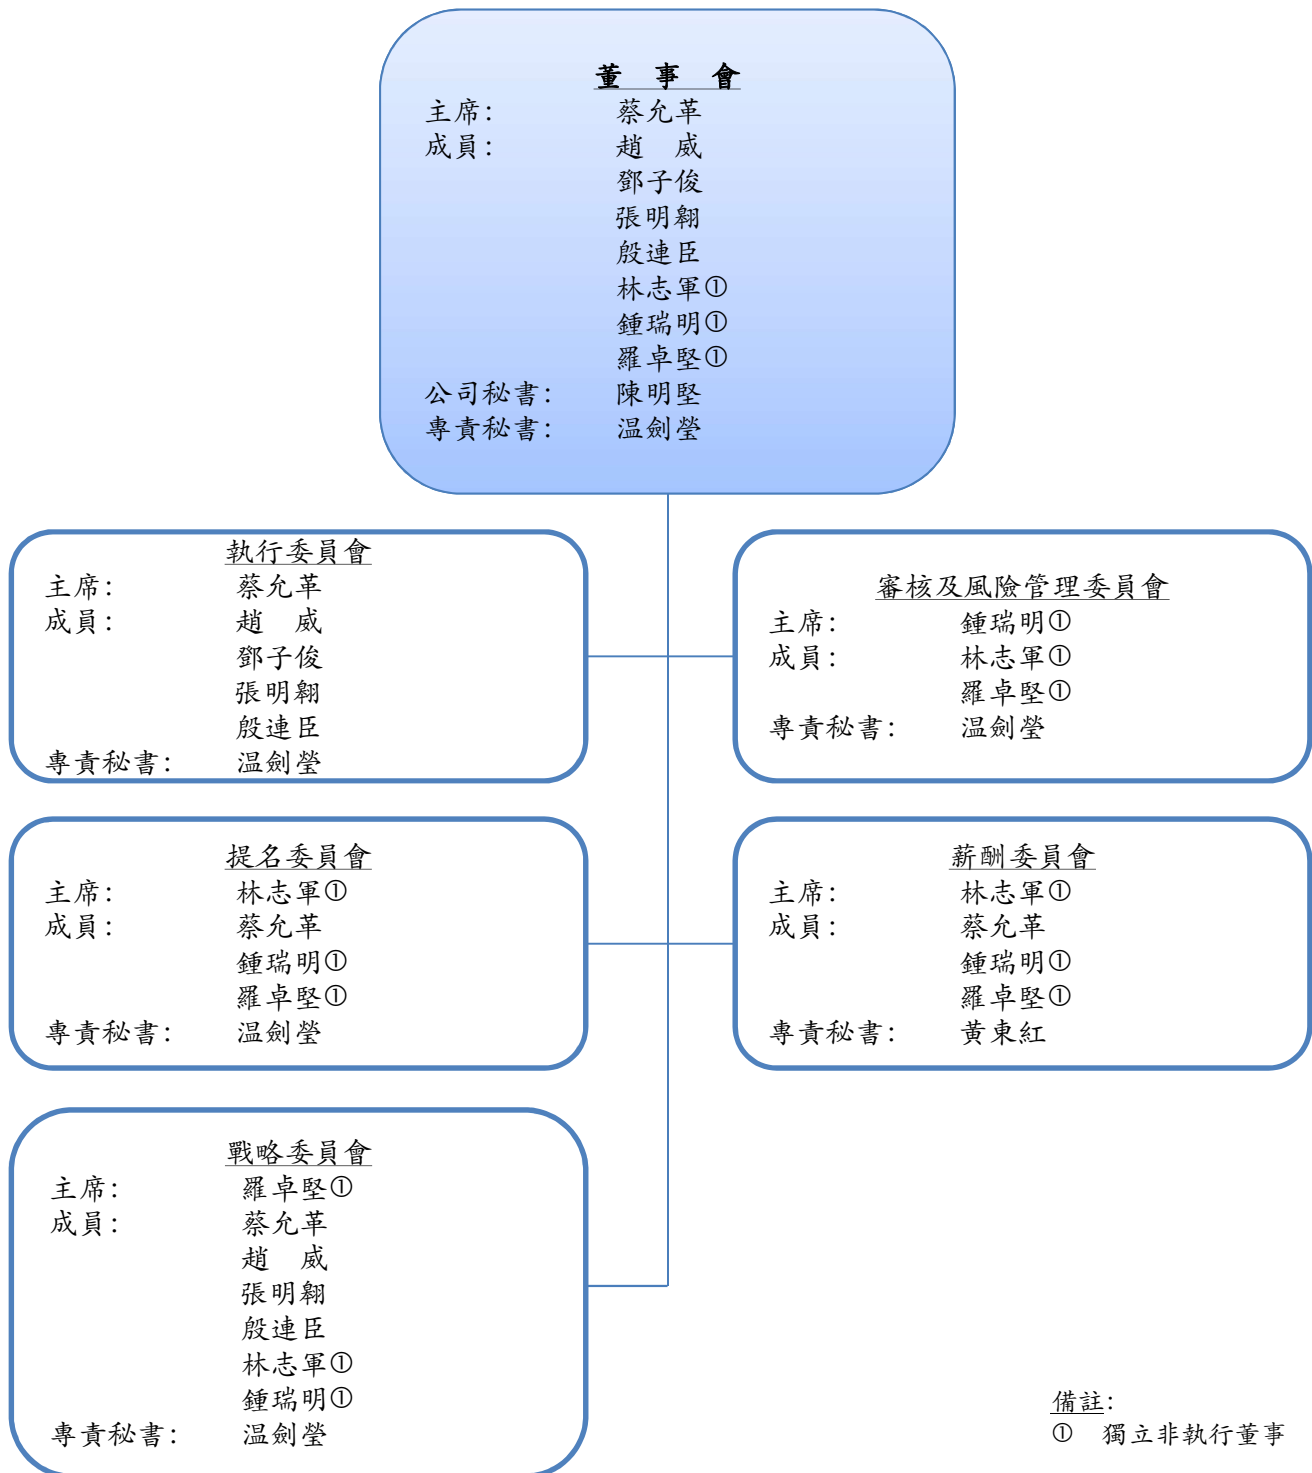 董 事 會
主席: 蔡允革
成員: 趙 威
鄧子俊
張明翱
殷連臣
林志軍①
鍾瑞明①
羅卓堅①
公司秘書: 陳明堅
專責秘書: 温劍瑩
執行委員會
主席: 蔡允革
成員: 趙 威
鄧子俊
張明翱
殷連臣
專責秘書: 温劍瑩
審核及風險管理委員會
主席: 鍾瑞明①
成員: 林志軍①
羅卓堅①
專責秘書: 温劍瑩
提名委員會
主席: 林志軍①
成員: 蔡允革
鍾瑞明①
羅卓堅①
專責秘書: 温劍瑩
薪酬委員會
主席: 林志軍①
成員: 蔡允革
鍾瑞明①
羅卓堅①
專責秘書: 黄東紅
戰略委員會
主席: 羅卓堅①
成員: 蔡允革
趙 威
張明翱
殷連臣
林志軍①
鍾瑞明①
專責秘書: 温劍瑩
備註:
① 獨立非執行董事